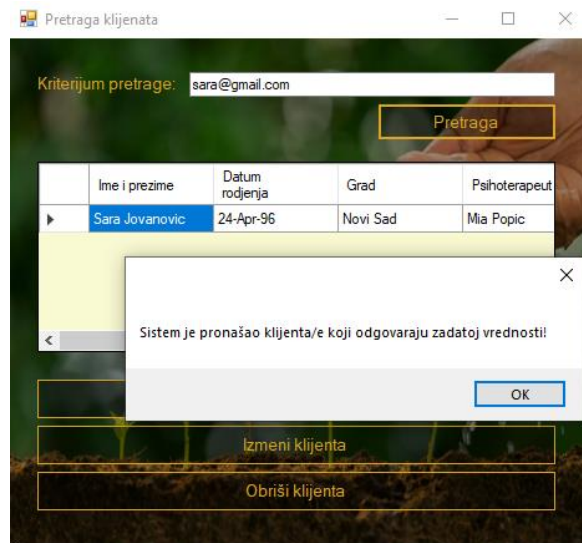 Pretraga klijenata
Kriterijum pretrage: sara@gmail.com
Pretraga
Ime i prezime Datum rodjenja Grad Psihoterapeut
Sara Jovanovic 24-Apr-96 Novi Sad Mia Popic
Sistem je pronašao klijenta/e koji odgovaraju zadatoj vrednosti!
OK
Izmeni klijenta
Obriši klijenta